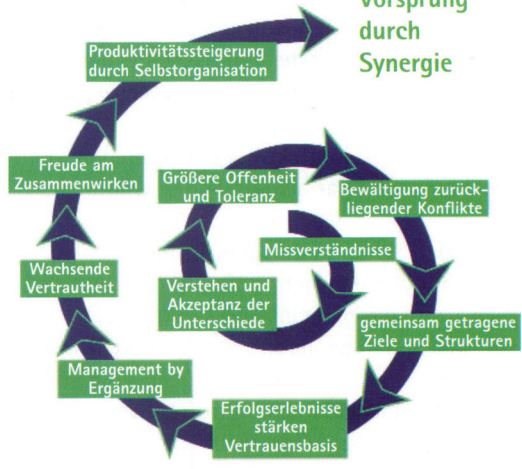 Vorsprung
durch
Synergie
Produktivitätssteigerung
durch Selbstorganisation
Freude am
Zusammenwirken
Größere Offenheit
und Toleranz
Bewältigung zurück-
liegender Konflikte
Missverständnisse
Wachsende
Vertrautheit
Verstehen und
Akzeptanz der
Unterschiede
gemeinsam getragene
Ziele und Strukturen
Management by
Ergänzung
Erfolgserlebnisse
stärken
Vertrauensbasis